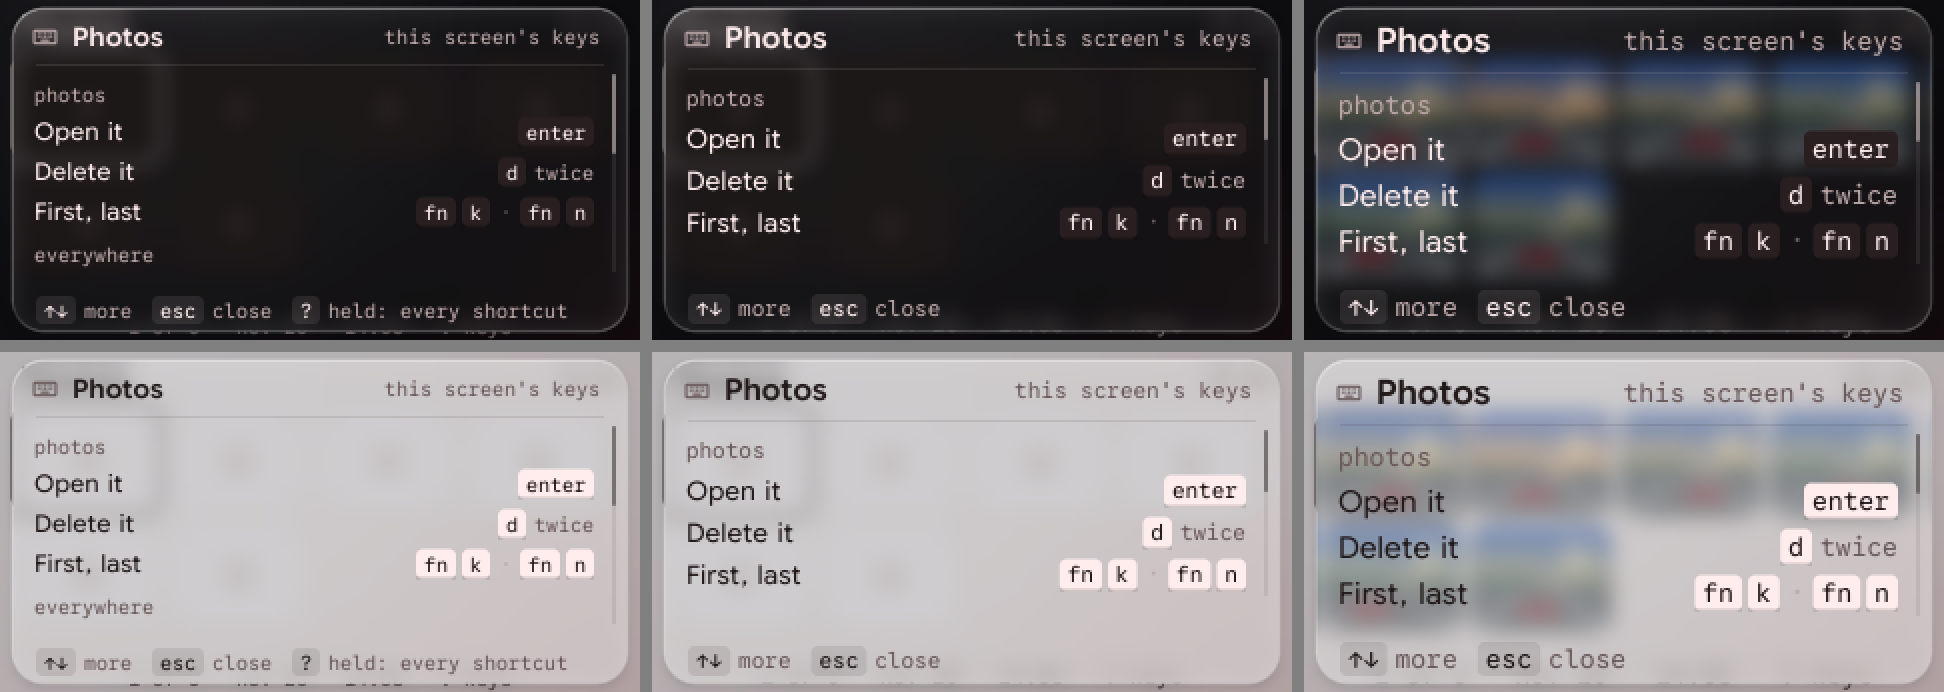 Photos this screen's keys
photos
Open it enter
Delete it d twice
First, last fn k · fn n
everywhere
↑↓ more esc close ? held: every shortcut
Photos this screen's keys
photos
Open it enter
Delete it d twice
First, last fn k · fn n
↑↓ more esc close
Photos this screen's keys
photos
Open it enter
Delete it d twice
First, last fn k · fn n
↑↓ more esc close
Photos this screen's keys
photos
Open it enter
Delete it d twice
First, last fn k · fn n
everywhere
↑↓ more esc close ? held: every shortcut
Photos this screen's keys
photos
Open it enter
Delete it d twice
First, last fn k · fn n
↑↓ more esc close
Photos this screen's keys
photos
Open it enter
Delete it d twice
First, last fn k · fn n
↑↓ more esc close